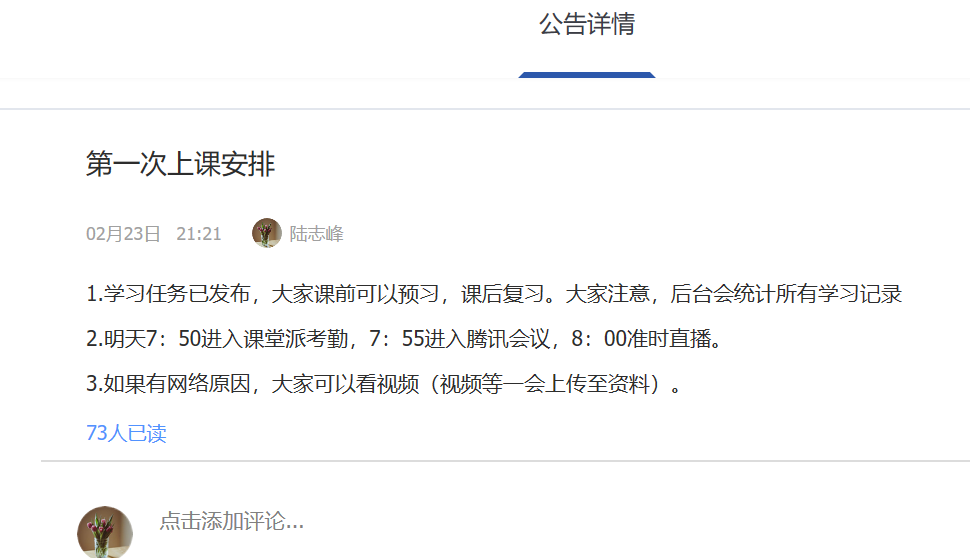 公告详情
第一次上课安排
02月23日 21:21 陆志峰
1.学习任务已发布，大家课前可以预习，课后复习。大家注意，后台会统计所有学习记录
2.明天7：50进入课堂派考勤，7：55进入腾讯会议，8：00准时直播。
3.如果有网络原因，大家可以看视频（视频等一会上传至资料）。
73人已读
点击添加评论...